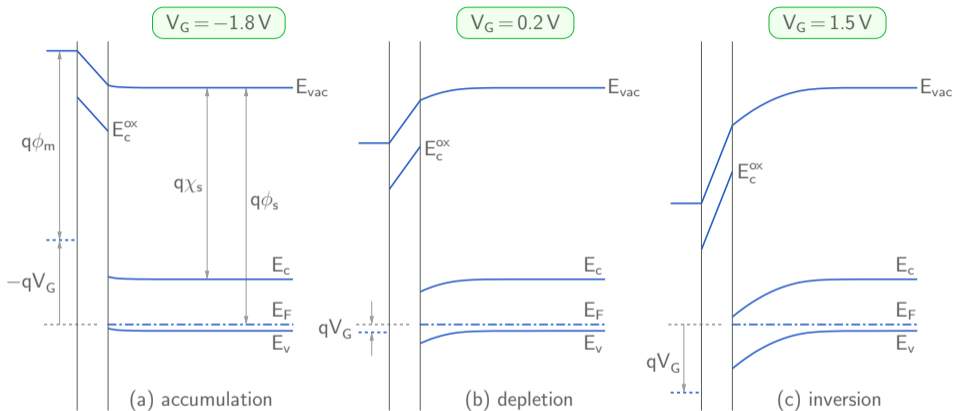 V_G = −1.8 V
E_vac
E_c^ox
qϕ_m
qχ_s
qϕ_s
E_c
−qV_G
E_F
E_v
(a) accumulation
V_G = 0.2 V
E_vac
E_c^ox
E_c
E_F
qV_G
E_v
(b) depletion
V_G = 1.5 V
E_vac
E_c^ox
E_c
E_F
E_v
qV_G
(c) inversion